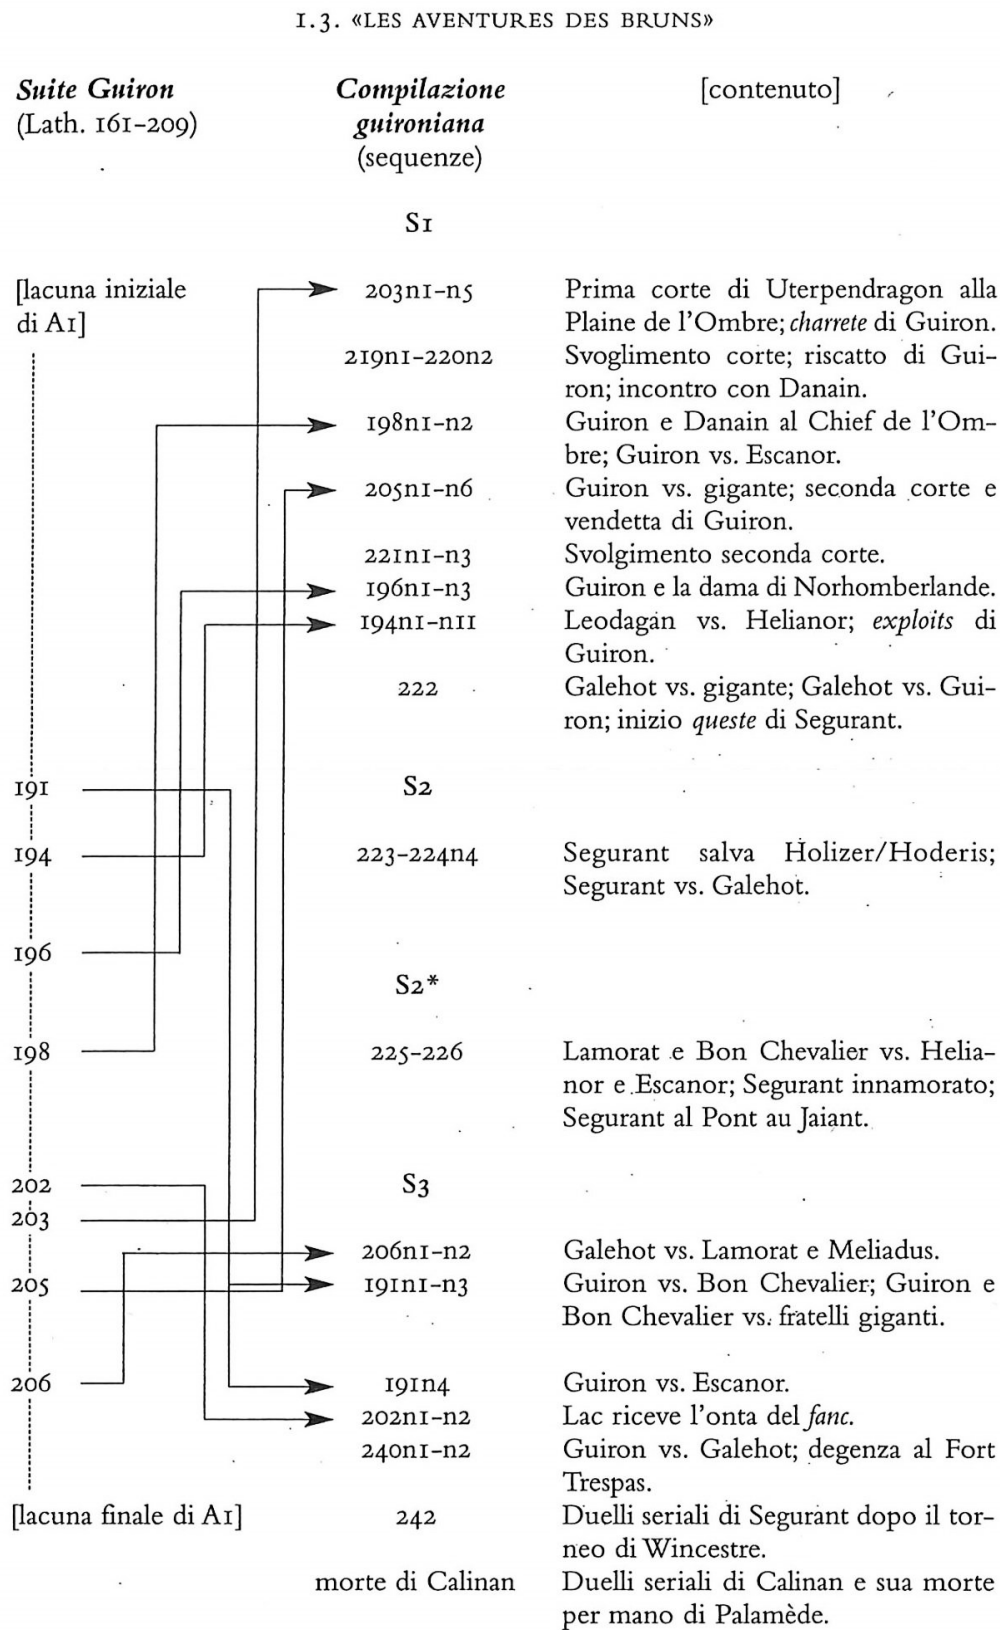 1.3. «LES AVENTURES DES BRUNS»
Suite Guiron Compilazione [contenuto]
(Lath. 161-209) guironiana
(sequenze)
S1
[lacuna iniziale 203n1-n5 Prima corte di Uterpendragon alla
di A1] Plaine de l'Ombre; charrete di Guiron.
219n1-220n2 Svoglimento corte; riscatto di Gui-
ron; incontro con Danain.
198n1-n2 Guiron e Danain al Chief de l'Om-
bre; Guiron vs. Escanor.
205n1-n6 Guiron vs. gigante; seconda corte e
vendetta di Guiron.
221n1-n3 Svolgimento seconda corte.
196n1-n3 Guiron e la dama di Norhomberlande.
194n1-n11 Leodagan vs. Helianor; exploits di
Guiron.
222 Galehot vs. gigante; Galehot vs. Gui-
ron; inizio queste di Segurant.
191 S2
194 223-224n4 Segurant salva Holizer/Hoderis;
Segurant vs. Galehot.
196
S2*
198 225-226 Lamorat e Bon Chevalier vs. Helia-
nor e Escanor; Segurant innamorato;
Segurant al Pont au Jaiant.
202 S3
203
206n1-n2 Galehot vs. Lamorat e Meliadus.
205 191n1-n3 Guiron vs. Bon Chevalier; Guiron e
Bon Chevalier vs. fratelli giganti.
206 191n4 Guiron vs. Escanor.
202n1-n2 Lac riceve l'onta del fanc.
240n1-n2 Guiron vs. Galehot; degenza al Fort
Trespas.
[lacuna finale di A1] 242 Duelli seriali di Segurant dopo il tor-
neo di Wincestre.
morte di Calinan Duelli seriali di Calinan e sua morte
per mano di Palamède.